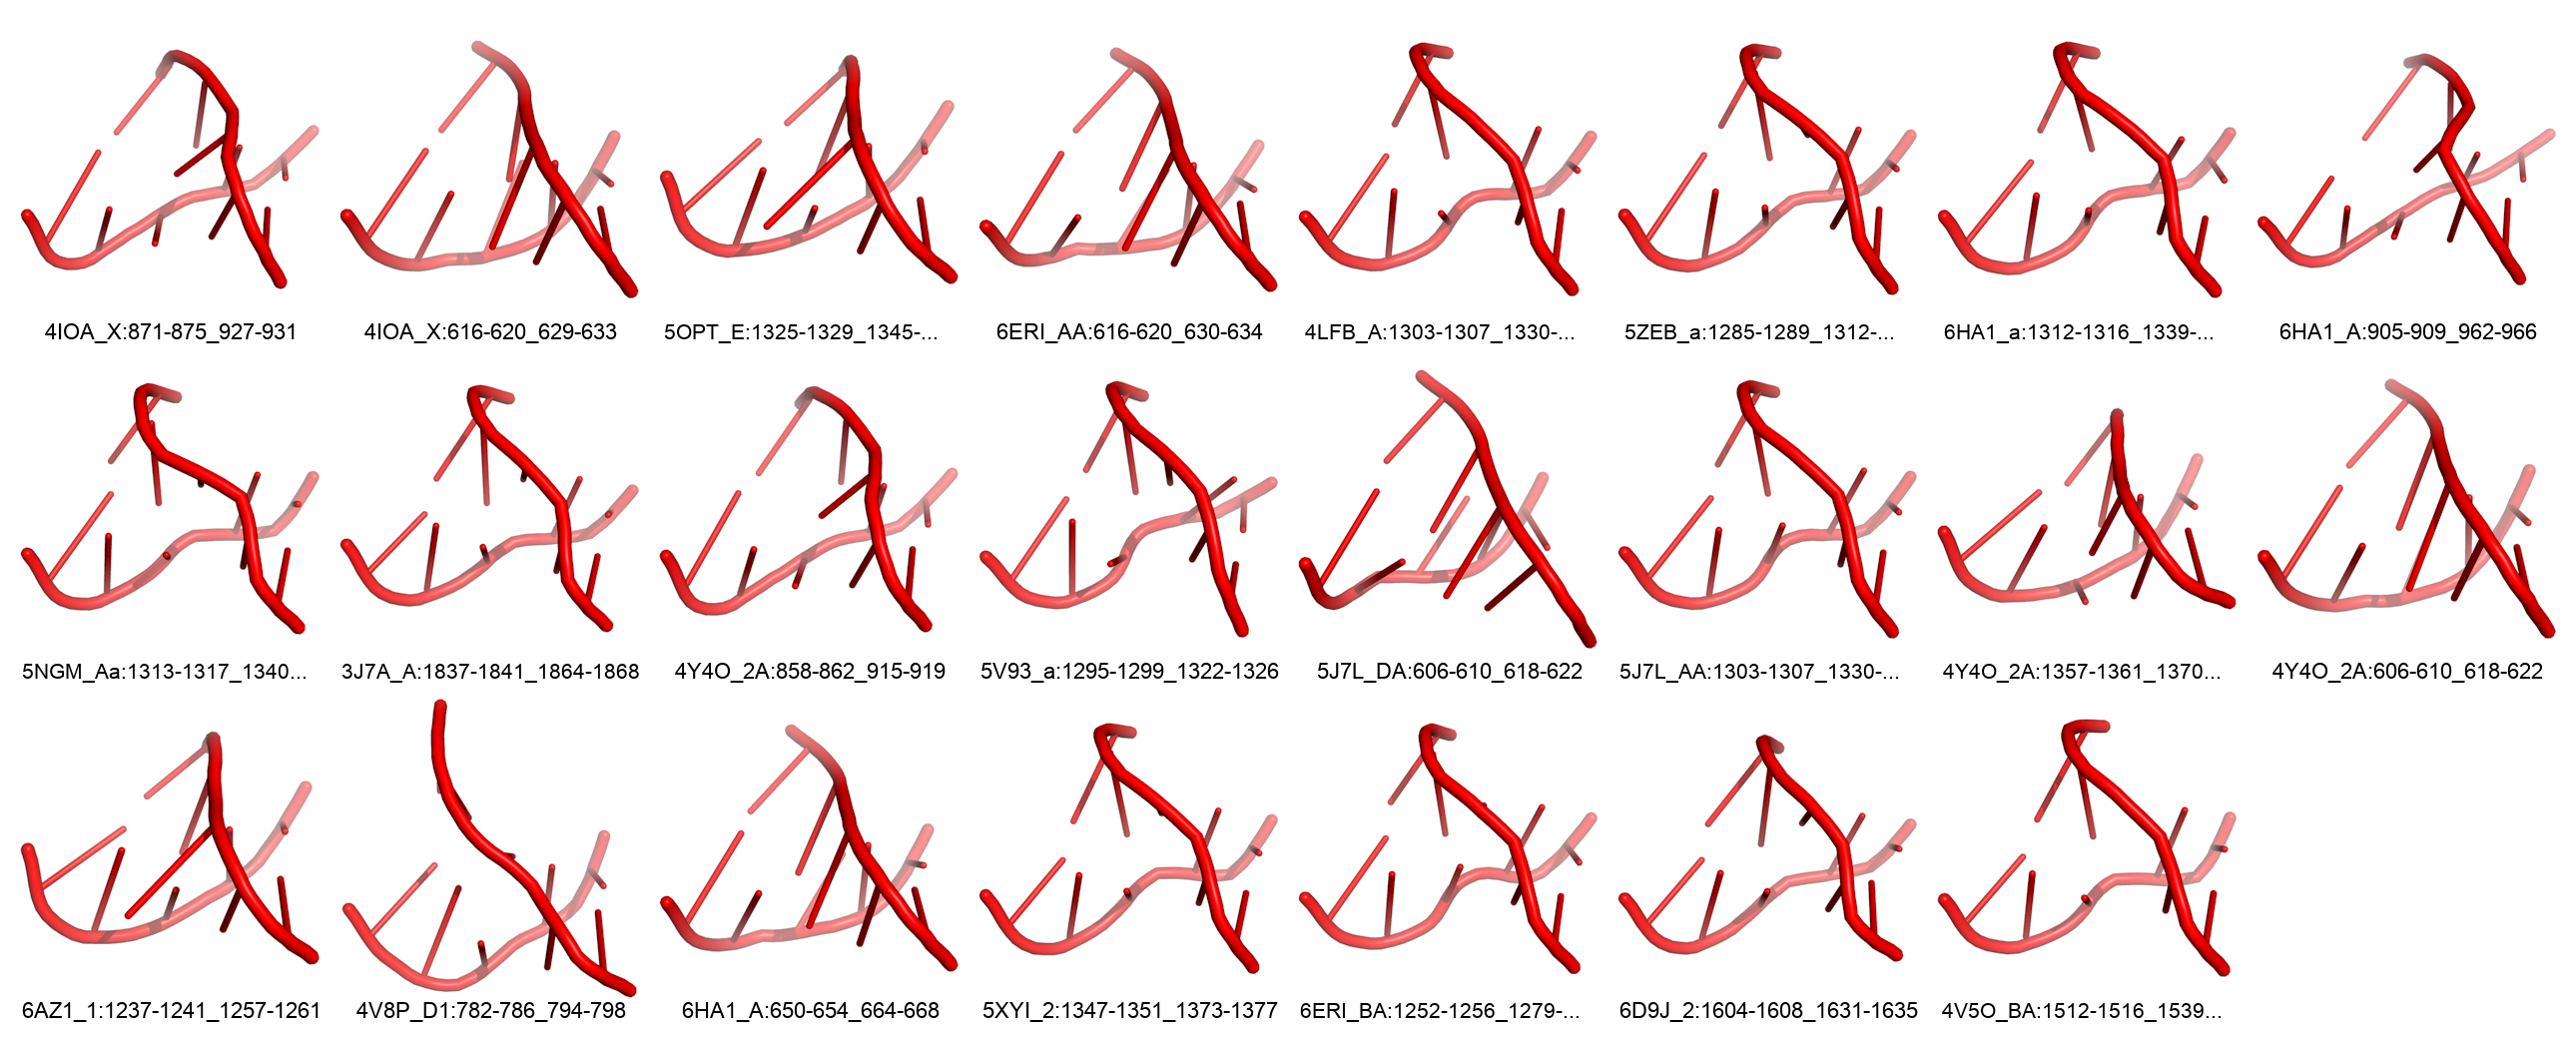 4IOA_X:871-875_927-931
4IOA_X:616-620_629-633
5OPT_E:1325-1329_1345-...
6ERI_AA:616-620_630-634
4LFB_A:1303-1307_1330-...
5ZEB_a:1285-1289_1312-...
6HA1_a:1312-1316_1339-...
6HA1_A:905-909_962-966
5NGM_Aa:1313-1317_1340...
3J7A_A:1837-1841_1864-1868
4Y4O_2A:858-862_915-919
5V93_a:1295-1299_1322-1326
5J7L_DA:606-610_618-622
5J7L_AA:1303-1307_1330-...
4Y4O_2A:1357-1361_1370...
4Y4O_2A:606-610_618-622
6AZ1_1:1237-1241_1257-1261
4V8P_D1:782-786_794-798
6HA1_A:650-654_664-668
5XYI_2:1347-1351_1373-1377
6ERI_BA:1252-1256_1279-...
6D9J_2:1604-1608_1631-1635
4V5O_BA:1512-1516_1539...